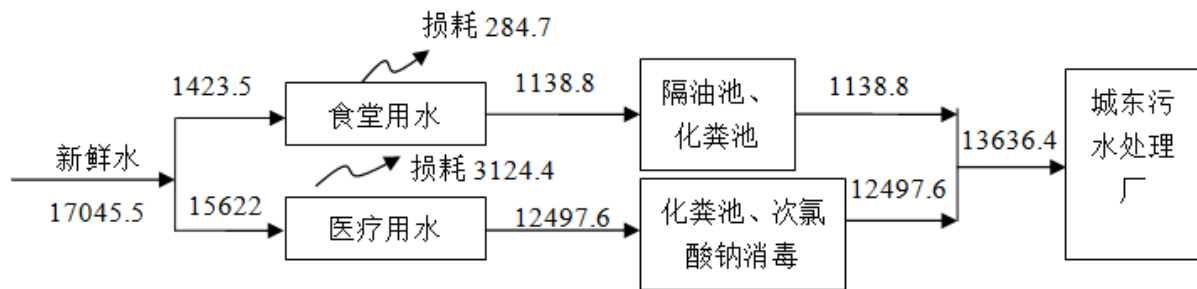 损耗 284.7
1423.5
食堂用水
1138.8
隔油池、
化粪池
1138.8
新鲜水
17045.5
损耗 3124.4
15622
医疗用水
12497.6
化粪池、次氯
酸钠消毒
12497.6
13636.4
城东污
水处理
厂